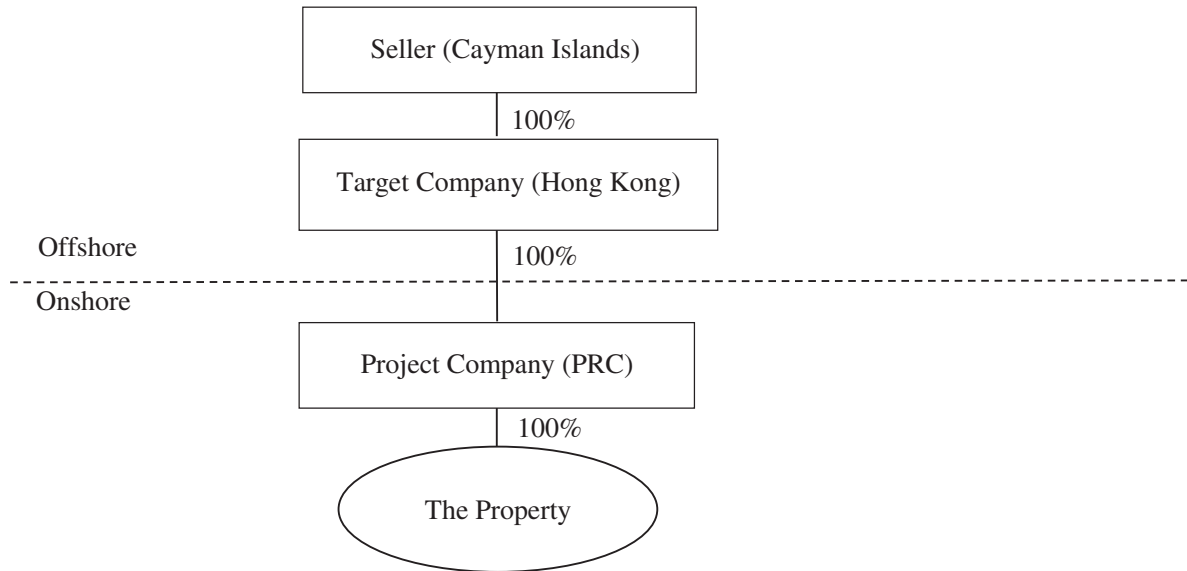 Seller (Cayman Islands)
100%
Target Company (Hong Kong)
Offshore
100%
Onshore
Project Company (PRC)
100%
The Property